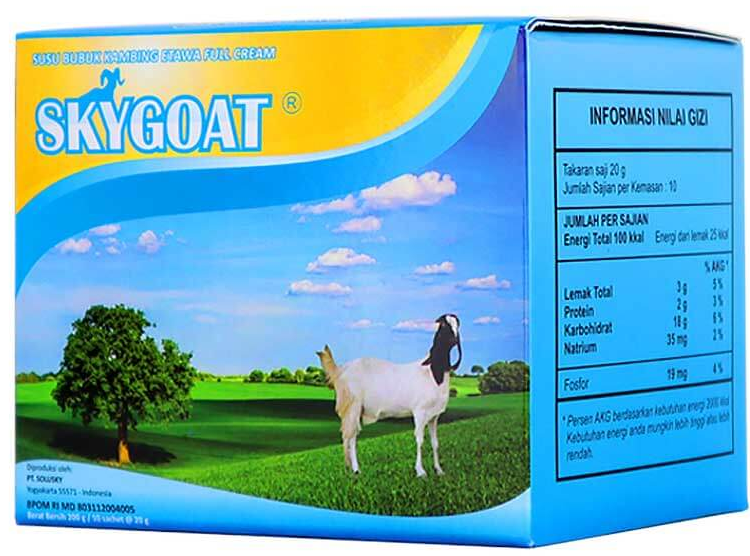 SUSU BUBUK KAMBING ETAWA FULL CREAM
SKYGOAT ®
Diproduksi oleh:
PT. SOLUSKY
Yogyakarta 55571 - Indonesia
BPOM RI MD 803112004005
Berat Bersih 200 g / 10 sachet @ 20 g
INFORMASI NILAI GIZI
Takaran saji 20 g
Jumlah Sajian per Kemasan : 10
JUMLAH PER SAJIAN
Energi Total 100 kkal Energi dari lemak 25 kkal
% AKG *
Lemak Total 3 g 5 %
Protein 2 g 3 %
Karbohidrat 18 g 6 %
Natrium 35 mg 2 %
Fosfor 19 mg 4 %
* Persen AKG berdasarkan kebutuhan energi 2000 kkal
Kebutuhan energi anda mungkin lebih tinggi atau lebih
rendah.